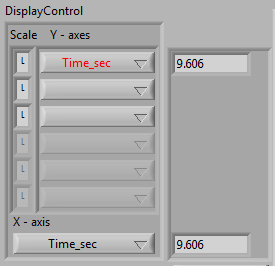 DisplayControl
Scale Y - axes
L Time_sec 9.606
L
L
L
L
L
X - axis
Time_sec 9.606